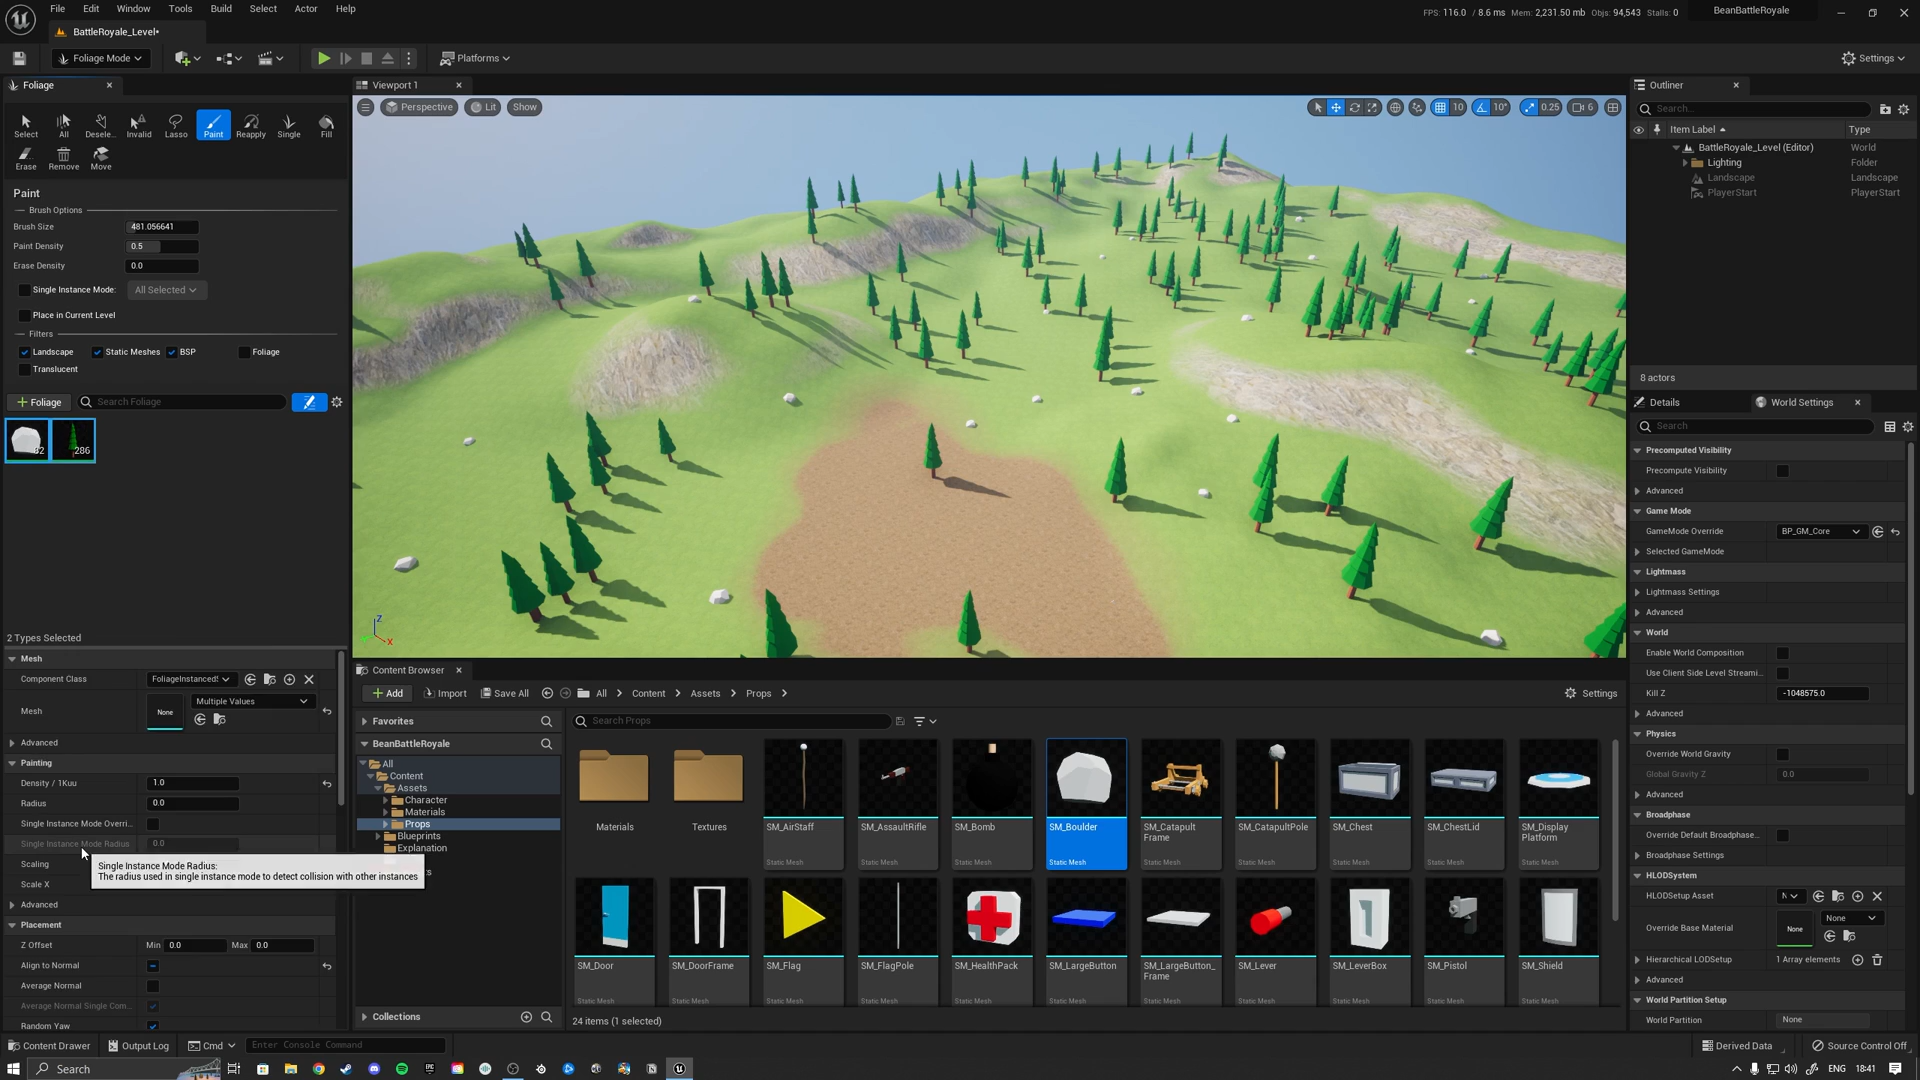 File Edit Window Tools Build Select Actor Help
FPS: 116.0 / 8.6 ms Mem: 2,231.50 mb Objs: 94,543 Stalls: 0 BeanBattleRoyale
BattleRoyale_Level•
Foliage Mode Platforms Settings
Foliage
Select All Desele... Invalid Lasso Paint Reapply Single Fill
Erase Remove Move
Paint
Brush Options
Brush Size 481.056641
Paint Density 0.5
Erase Density 0.0
Single Instance Mode: All Selected
Place in Current Level
Filters
Landscape Static Meshes BSP Foliage
Translucent
+ Foliage Search Foliage
286
2 Types Selected
Mesh
Component Class FoliageInstancedS
Mesh None Multiple Values
Advanced
Painting
Density / 1Kuu 1.0
Radius 0.0
Single Instance Mode Overri...
Single Instance Mode Radius 0.0
Scaling
Scale X
Single Instance Mode Radius:
The radius used in single instance mode to detect collision with other instances
Advanced
Placement
Z Offset Min 0.0 Max 0.0
Align to Normal
Average Normal
Average Normal Single Com...
Random Yaw
Viewport 1
Perspective Lit Show
10 10° 0.25 6
Z
X
Content Browser
+ Add Import Save All All Content Assets Props Settings
Favorites
Search Props
BeanBattleRoyale
All
Content
Assets
Character
Materials
Props
Blueprints
Explanation
Collections
Materials
Textures
SM_AirStaff
Static Mesh
SM_AssaultRifle
Static Mesh
SM_Bomb
Static Mesh
SM_Boulder
Static Mesh
SM_Catapult
Frame
Static Mesh
SM_CatapultPole
Static Mesh
SM_Chest
Static Mesh
SM_ChestLid
Static Mesh
SM_Display
Platform
Static Mesh
SM_Door
Static Mesh
SM_DoorFrame
Static Mesh
SM_Flag
Static Mesh
SM_FlagPole
Static Mesh
SM_HealthPack
Static Mesh
SM_LargeButton
Static Mesh
SM_LargeButton_
Frame
Static Mesh
SM_Lever
Static Mesh
SM_LeverBox
Static Mesh
SM_Pistol
Static Mesh
SM_Shield
Static Mesh
24 items (1 selected)
Outliner
Search...
Item Label Type
BattleRoyale_Level (Editor) World
Lighting Folder
Landscape Landscape
PlayerStart PlayerStart
8 actors
Details World Settings
Search
Precomputed Visibility
Precompute Visibility
Advanced
Game Mode
GameMode Override BP_GM_Core
Selected GameMode
Lightmass
Lightmass Settings
Advanced
World
Enable World Composition
Use Client Side Level Streami...
Kill Z -1048575.0
Advanced
Physics
Override World Gravity
Global Gravity Z 0.0
Advanced
Broadphase
Override Default Broadphase...
Broadphase Settings
HLODSystem
HLODSetup Asset N
Override Base Material None None
Hierarchical LODSetup 1 Array elements
Advanced
World Partition Setup
World Partition None
Content Drawer Output Log Cmd Enter Console Command Derived Data Source Control Off
Search ENG 18:41